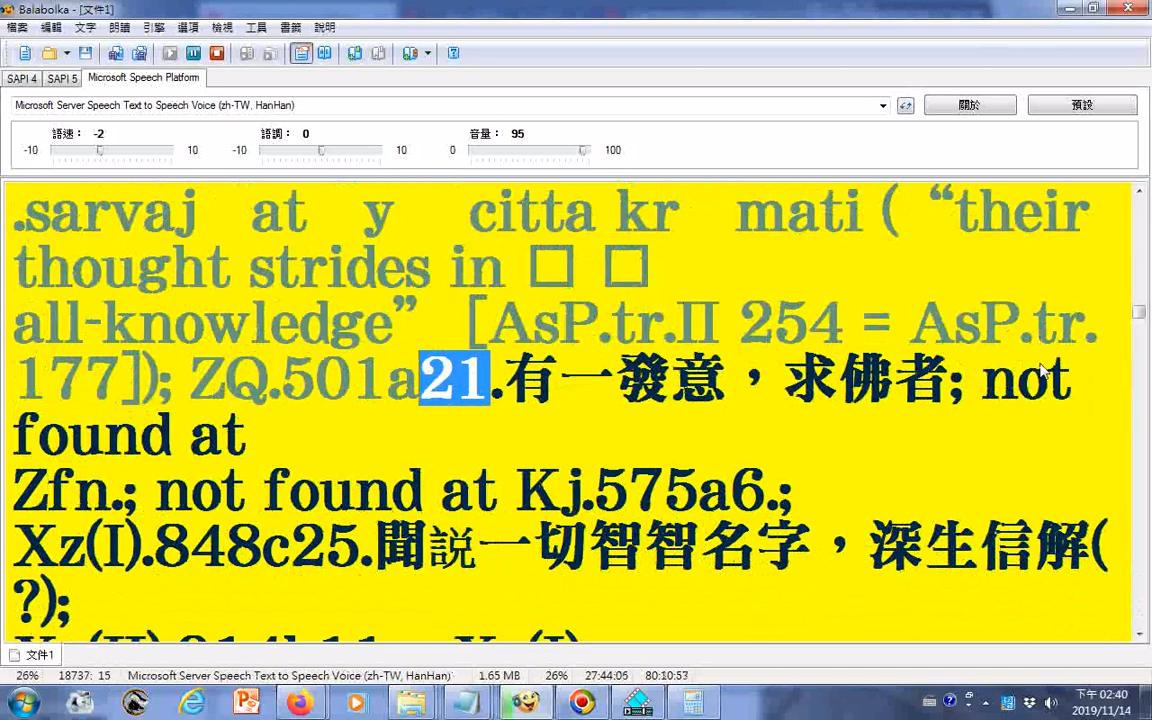 Balabolka - [文件1]
檔案 編輯 文字 朗讀 引擎 選項 檢視 工具 書籤 說明
SAPI 4 SAPI 5 Microsoft Speech Platform
Microsoft Server Speech Text to Speech Voice (zh-TW, HanHan) 關於 預設
語速： -2 語調： 0 音量： 95
-10 10 -10 10 0 100
.sarvaj at y citta kr mati ( “their
thought strides in □ □
all-knowledge” [AsP.tr.II 254 = AsP.tr.
177]); ZQ.501a21.有一發意，求佛者; not
found at
Zfn.; not found at Kj.575a6.;
Xz(I).848c25.聞説一切智智名字，深生信解(
?);
文件1
26% 18737: 15 Microsoft Server Speech Text to Speech Voice (zh-TW, HanHan) 1.65 MB 26% 27:44:06 80:10:53
下午 02:40
2019/11/14